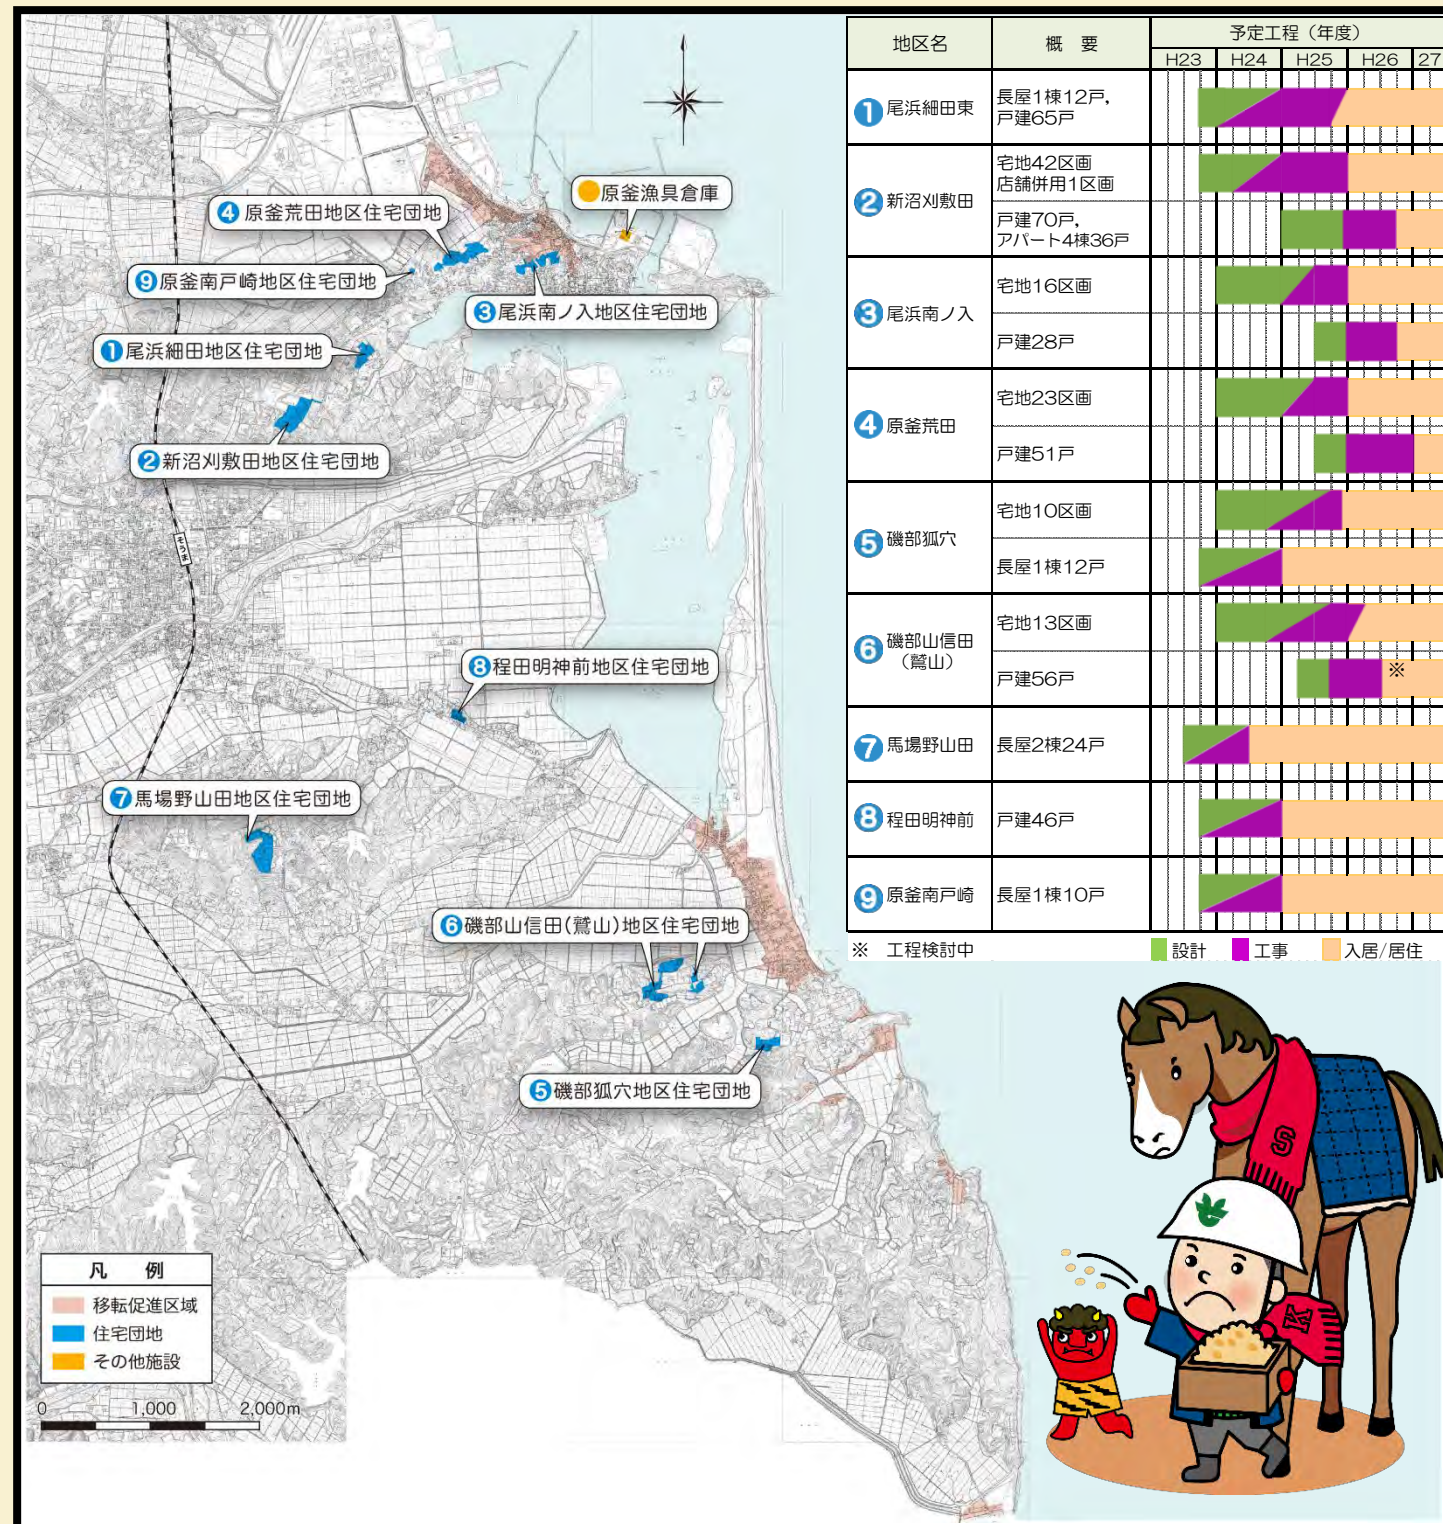 ④原釜荒田地区住宅団地
原釜漁具倉庫
⑨原釜南戸崎地区住宅団地
③尾浜南ノ入地区住宅団地
①尾浜細田地区住宅団地
②新沼刈敷田地区住宅団地
そうま
⑧程田明神前地区住宅団地
⑦馬場野山田地区住宅団地
⑥磯部山信田(鷲山)地区住宅団地
⑤磯部狐穴地区住宅団地
凡 例
移転促進区域
住宅団地
その他施設
0 1,000 2,000m
地区名 概 要 予定工程（年度）
H23 H24 H25 H26 27
①尾浜細田東 長屋1棟12戸，
戸建65戸
②新沼刈敷田 宅地42区画
店舗併用1区画
戸建70戸，
アパート4棟36戸
③尾浜南ノ入 宅地16区画
戸建28戸
④原釜荒田 宅地23区画
戸建51戸
⑤磯部狐穴 宅地10区画
長屋1棟12戸
⑥磯部山信田
（鷲山）
宅地13区画
戸建56戸 ※
⑦馬場野山田 長屋2棟24戸
⑧程田明神前 戸建46戸
⑨原釜南戸崎 長屋1棟10戸
※ 工程検討中 設計 工事 入居/居住
S
K